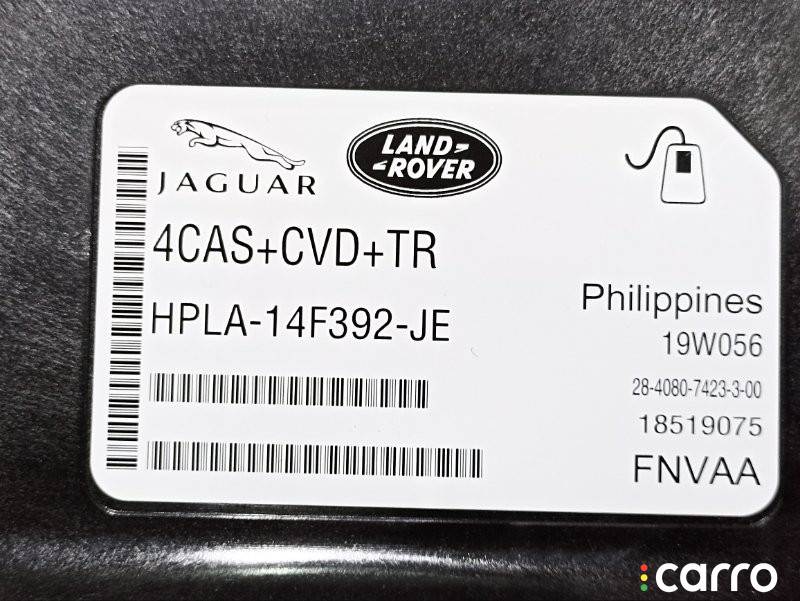 JAGUAR
LAND-
-ROVER
4CAS+CVD+TR
HPLA-14F392-JE
Philippines
19W056
28-4080-7423-3-00
18519075
FNVAA
carro